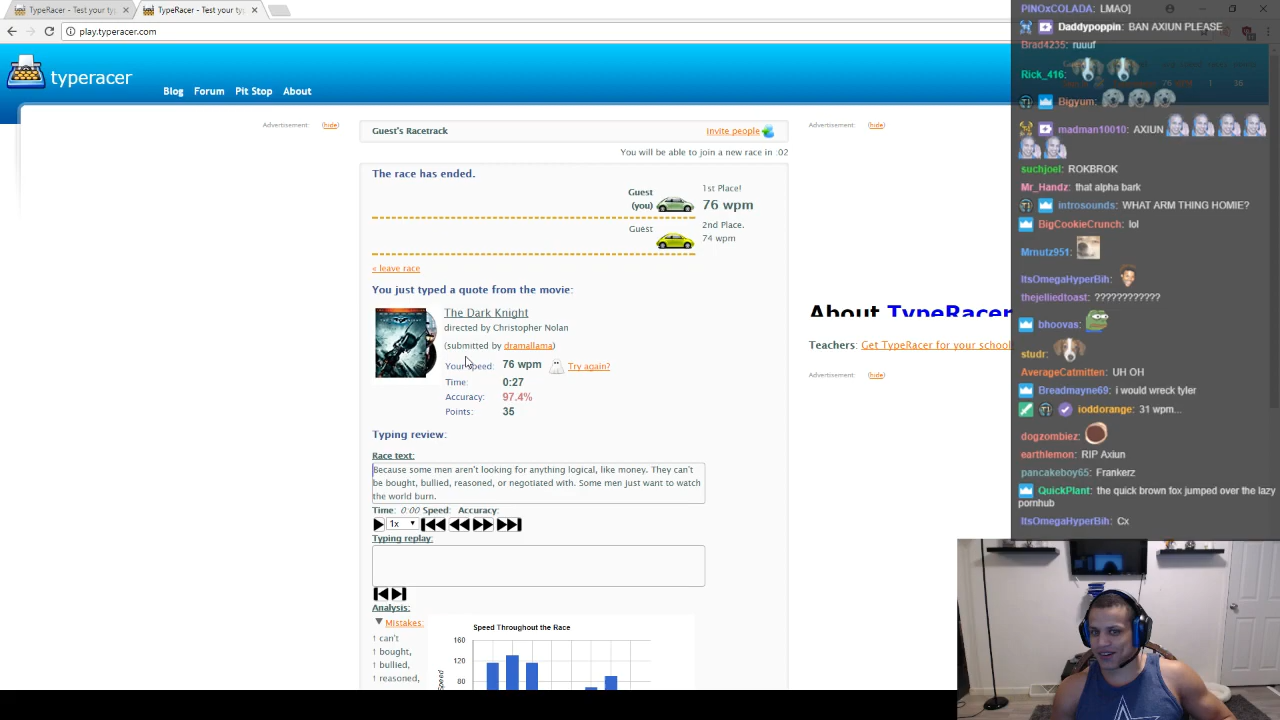 TypeRacer - Test your ty
TypeRacer - Test your ty
play.typeracer.com
typeracer
Blog Forum Pit Stop About
Advertisement: (hide)
Guest's Racetrack
invite people
Advertisement: (hide)
You will be able to join a new race in :02
The race has ended.
Guest (you)
1st Place!
76 wpm
Guest
2nd Place.
74 wpm
< leave race
You just typed a quote from the movie:
The Dark Knight
directed by Christopher Nolan
(submitted by dramallama)
Your speed: 76 wpm Try again?
Time: 0:27
Accuracy: 97.4%
Points: 35
Typing review:
Race text:
Because some men aren't looking for anything logical, like money. They can't
be bought, bullied, reasoned, or negotiated with. Some men just want to watch
the world burn.
Time: 0:00 Speed: Accuracy:
1x
Typing replay:
Analysis:
Mistakes:
↑ can't
↑ bought,
↑ bullied,
↑ reasoned,
Speed Throughout the Race
160
120
80
Speed
About TypeRacer
Teachers: Get TypeRacer for your school
Advertisement: (hide)
PINOxCOLADA: LMAO]
Daddypoppin: BAN AXIUN PLEASE
Brad4235: ruuuf
Rick_416:
Bigyum:
madman10010: AXIUN
suchjoel: ROKBROK
Mr_Handz: that alpha bark
introsounds: WHAT ARM THING HOMIE?
BigCookieCrunch: lol
Mrnutz951:
ItsOmegaHyperBih:
thejelliedtoast: ????????????
bhoovas:
studr:
AverageCatmitten: UH OH
Breadmayne69: i would wreck tyler
ioddorange: 31 wpm...
dogzombiez:
earthlemon: RIP Axiun
pancakeboy65: Frankerz
QuickPlant: the quick brown fox jumped over the lazy
pornhub
ItsOmegaHyperBih: Cx